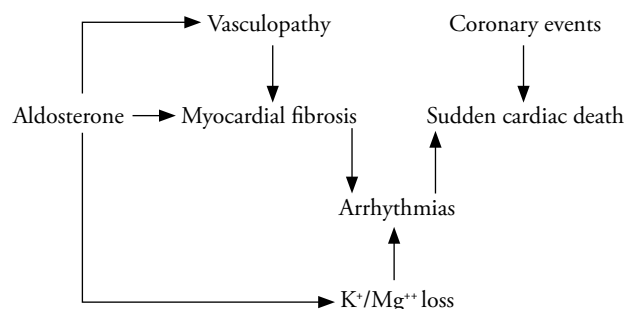 Vasculopathy Coronary events
Aldosterone Myocardial fibrosis Sudden cardiac death
Arrhythmias
K⁺/Mg⁺⁺ loss